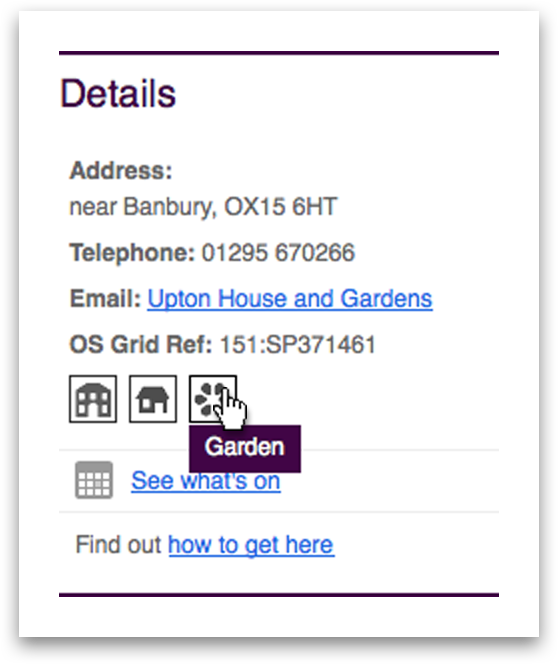 Details
Address:
near Banbury, OX15 6HT
Telephone: 01295 670266
Email: Upton House and Gardens
OS Grid Ref: 151:SP371461
Garden
See what's on
Find out how to get here